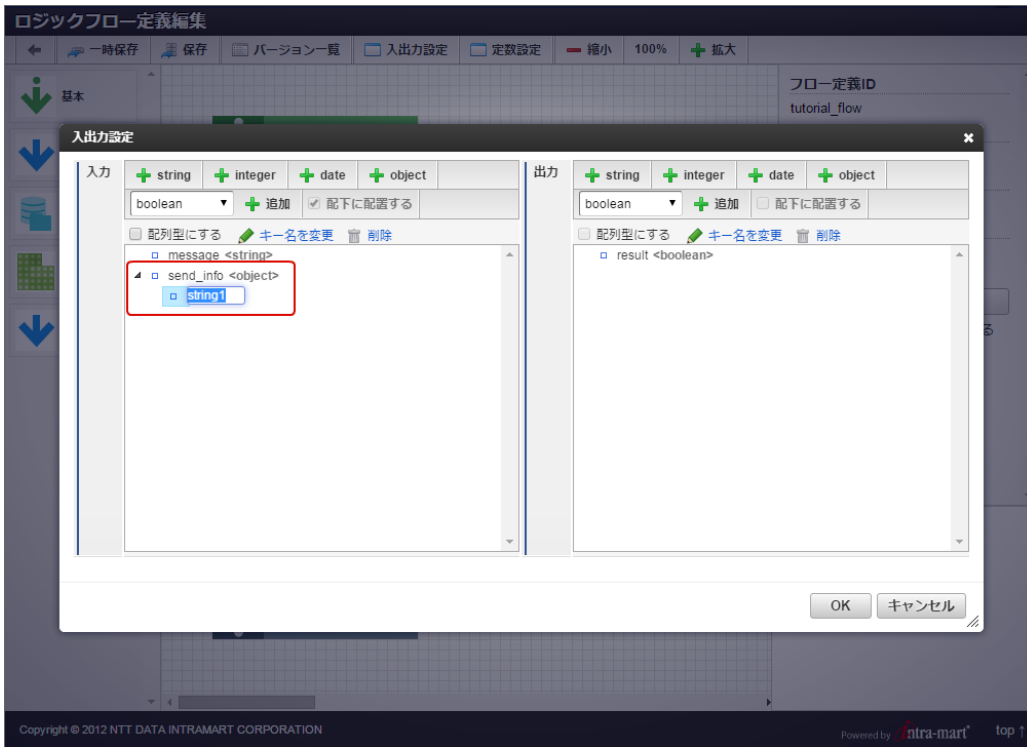 ロジックフロー定義編集
一時保存 保存 バージョン一覧 入出力設定 定数設定 縮小 100% 拡大
基本
フロー定義ID
tutorial_flow
入出力設定
入力
string integer date object
boolean 追加 配下に配置する
配列型にする キー名を変更 削除
message <string>
send_info <object>
string1
出力
string integer date object
boolean 追加 配下に配置する
配列型にする キー名を変更 削除
result <boolean>
る
OK キャンセル
Copyright © 2012 NTT DATA INTRAMART CORPORATION
Powered by intra-mart
top ↑